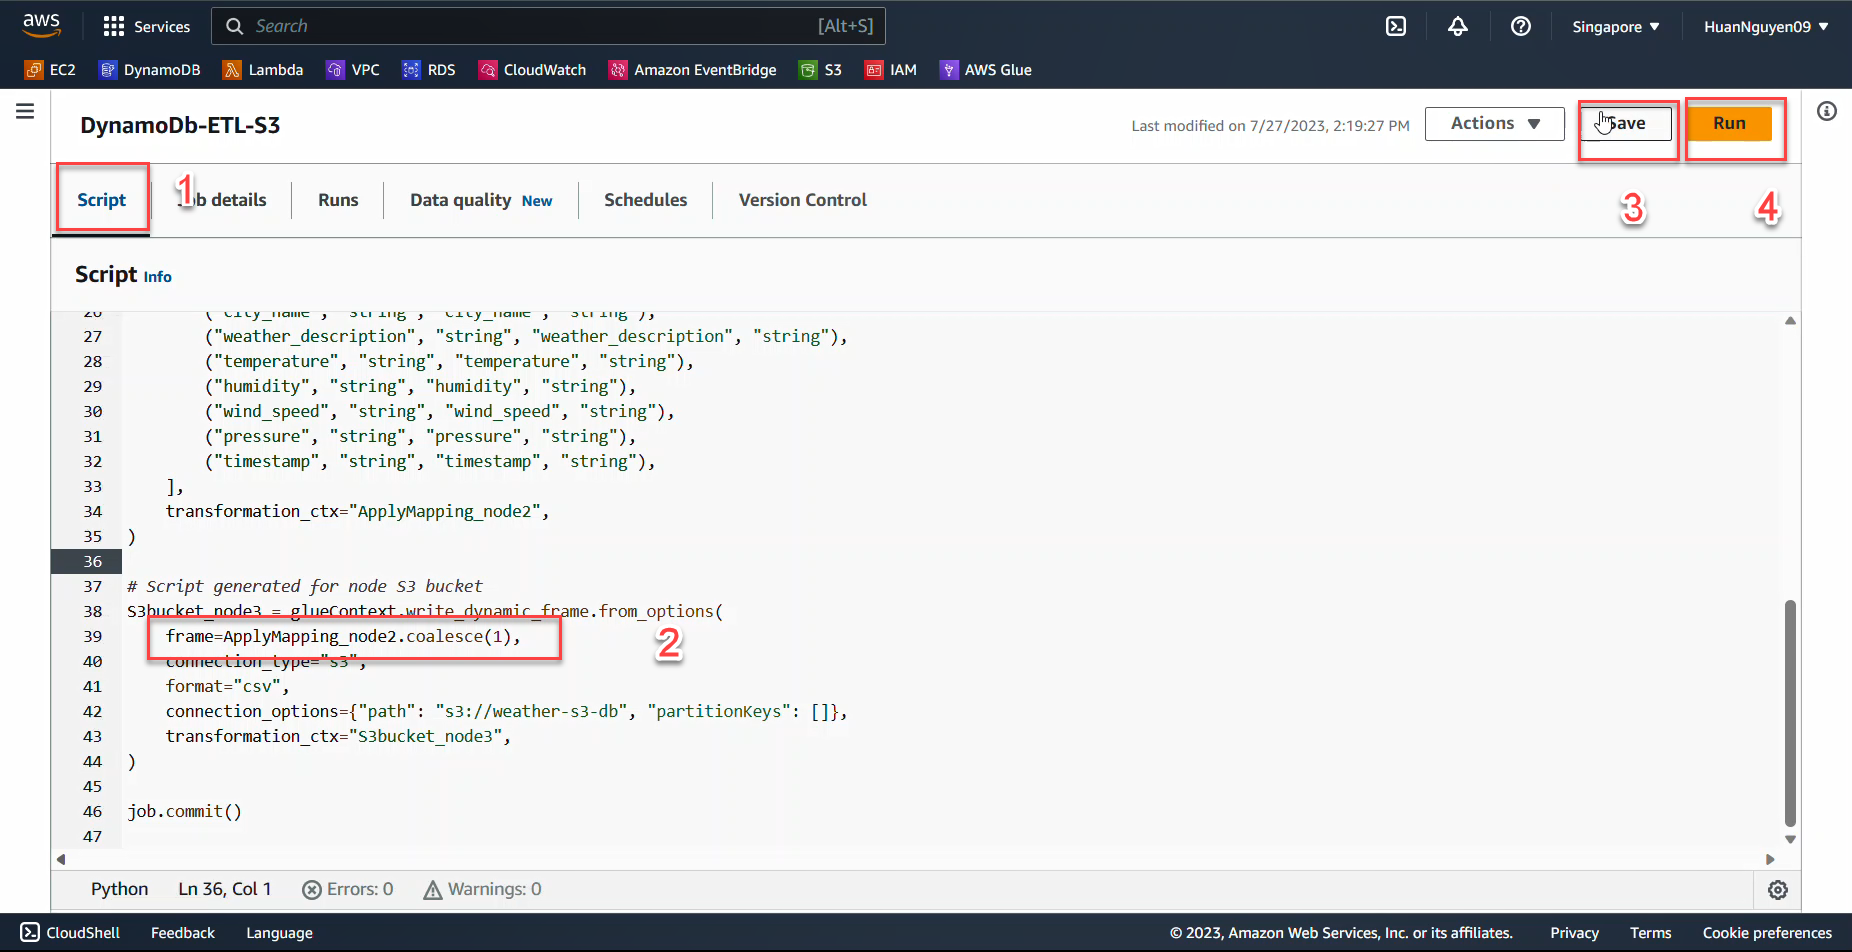 aws Services Search [Alt+S] Singapore HuanNguyen09
EC2 DynamoDB Lambda VPC RDS CloudWatch Amazon EventBridge S3 IAM AWS Glue
DynamoDb-ETL-S3 Last modified on 7/27/2023, 2:19:27 PM Actions Save Run
Script 1 Job details Runs Data quality New Schedules Version Control 3 4
Script Info
26 ("city_name", "string", "city_name", "string"),
27 ("weather_description", "string", "weather_description", "string"),
28 ("temperature", "string", "temperature", "string"),
29 ("humidity", "string", "humidity", "string"),
30 ("wind_speed", "string", "wind_speed", "string"),
31 ("pressure", "string", "pressure", "string"),
32 ("timestamp", "string", "timestamp", "string"),
33 ],
34 transformation_ctx="ApplyMapping_node2",
35 )
36
37 # Script generated for node S3 bucket
38 S3bucket_node3 = glueContext.write_dynamic_frame.from_options(
39 frame=ApplyMapping_node2.coalesce(1), 2
40 connection_type="s3",
41 format="csv",
42 connection_options={"path": "s3://weather-s3-db", "partitionKeys": []},
43 transformation_ctx="S3bucket_node3",
44 )
45
46 job.commit()
47
Python Ln 36, Col 1 Errors: 0 Warnings: 0
CloudShell Feedback Language © 2023, Amazon Web Services, Inc. or its affiliates. Privacy Terms Cookie preferences